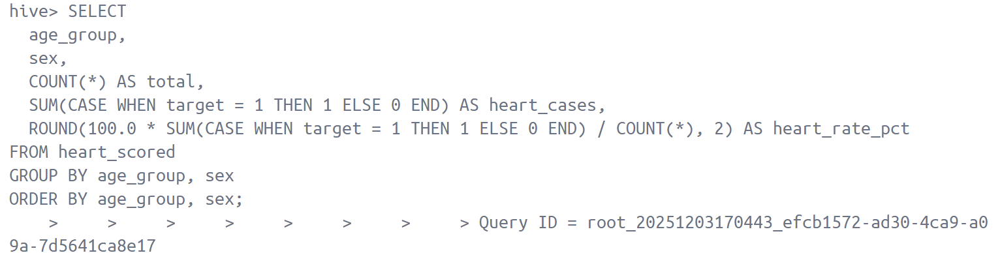 hive> SELECT
  age_group,
  sex,
  COUNT(*) AS total,
  SUM(CASE WHEN target = 1 THEN 1 ELSE 0 END) AS heart_cases,
  ROUND(100.0 * SUM(CASE WHEN target = 1 THEN 1 ELSE 0 END) / COUNT(*), 2) AS heart_rate_pct
FROM heart_scored
GROUP BY age_group, sex
ORDER BY age_group, sex;
    >     >     >     >     >     >     >     > Query ID = root_20251203170443_efcb1572-ad30-4ca9-a0
9a-7d5641ca8e17